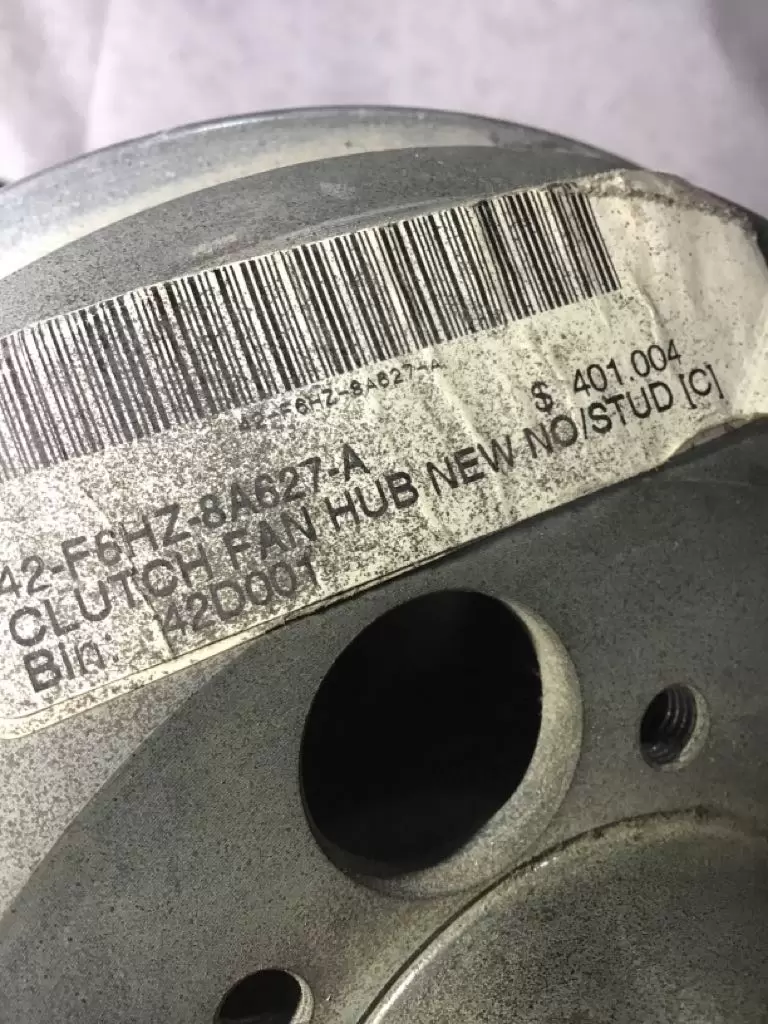 42-F6HZ-8A627-A
$ 401.004
42-F6HZ-8A627-A
CLUTCH FAN HUB NEW NO/STUD [C]
Bin: 42D001